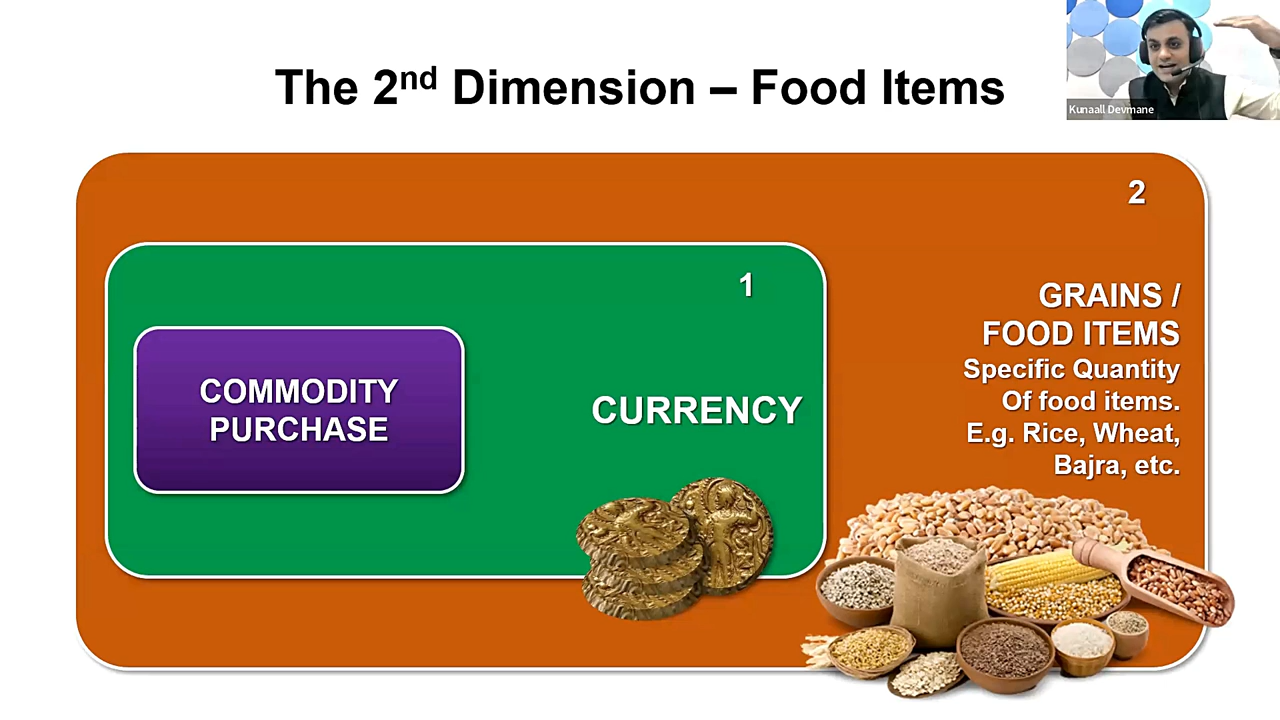 The 2nd Dimension – Food Items
Kunaall Devmane
2
1
GRAINS /
FOOD ITEMS
Specific Quantity
Of food items.
E.g. Rice, Wheat,
Bajra, etc.
COMMODITY
PURCHASE
CURRENCY